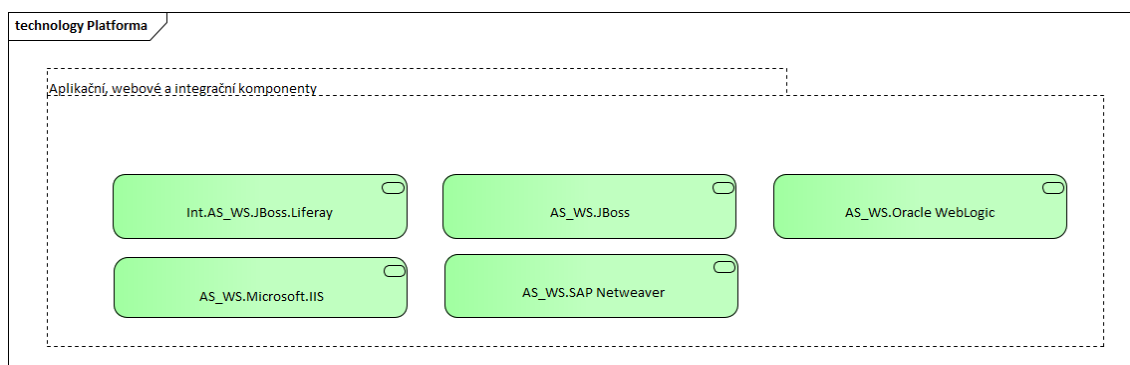 technology Platforma
Aplikační, webové a integrační komponenty
Int.AS_WS.JBoss.Liferay
AS_WS.JBoss
AS_WS.Oracle WebLogic
AS_WS.Microsoft.IIS
AS_WS.SAP Netweaver